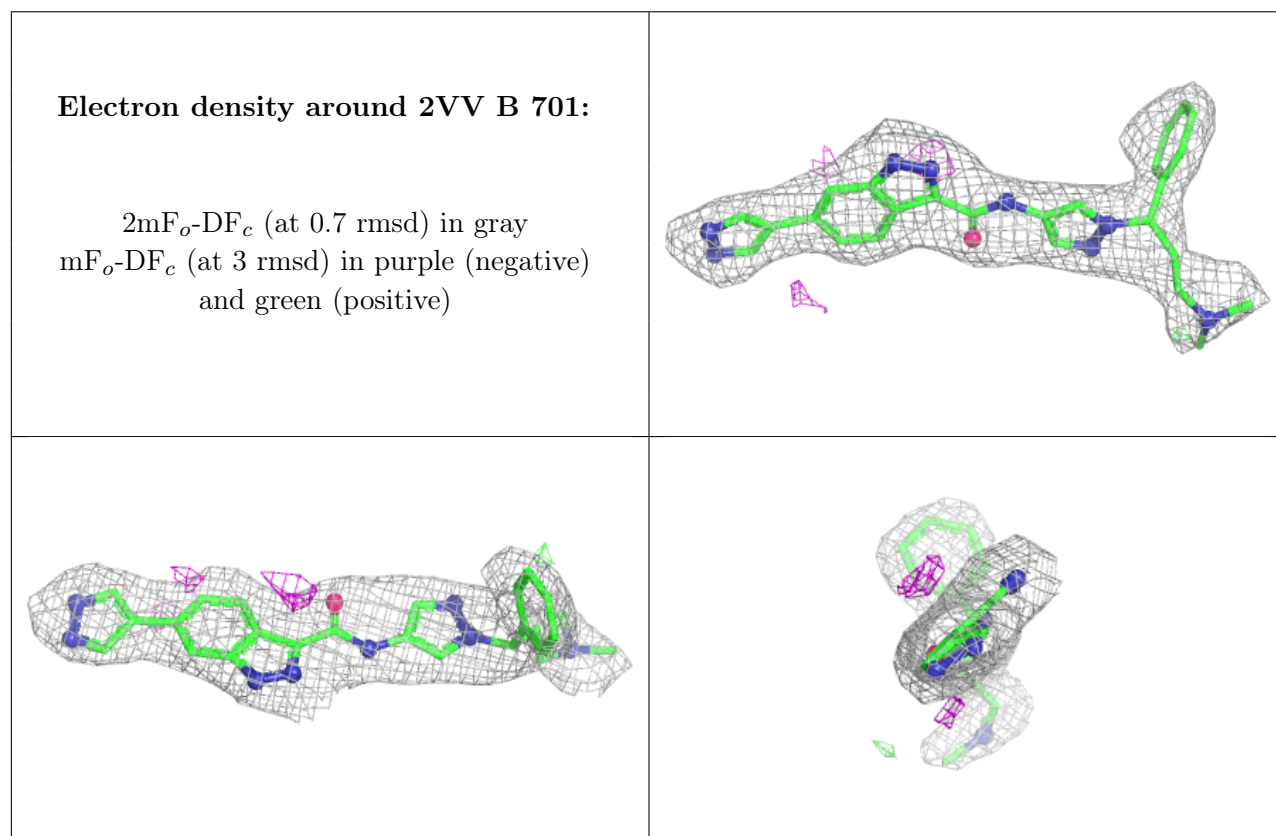 Electron density around 2VV B 701:
2mFo-DFc (at 0.7 rmsd) in gray
mFo-DFc (at 3 rmsd) in purple (negative)
and green (positive)